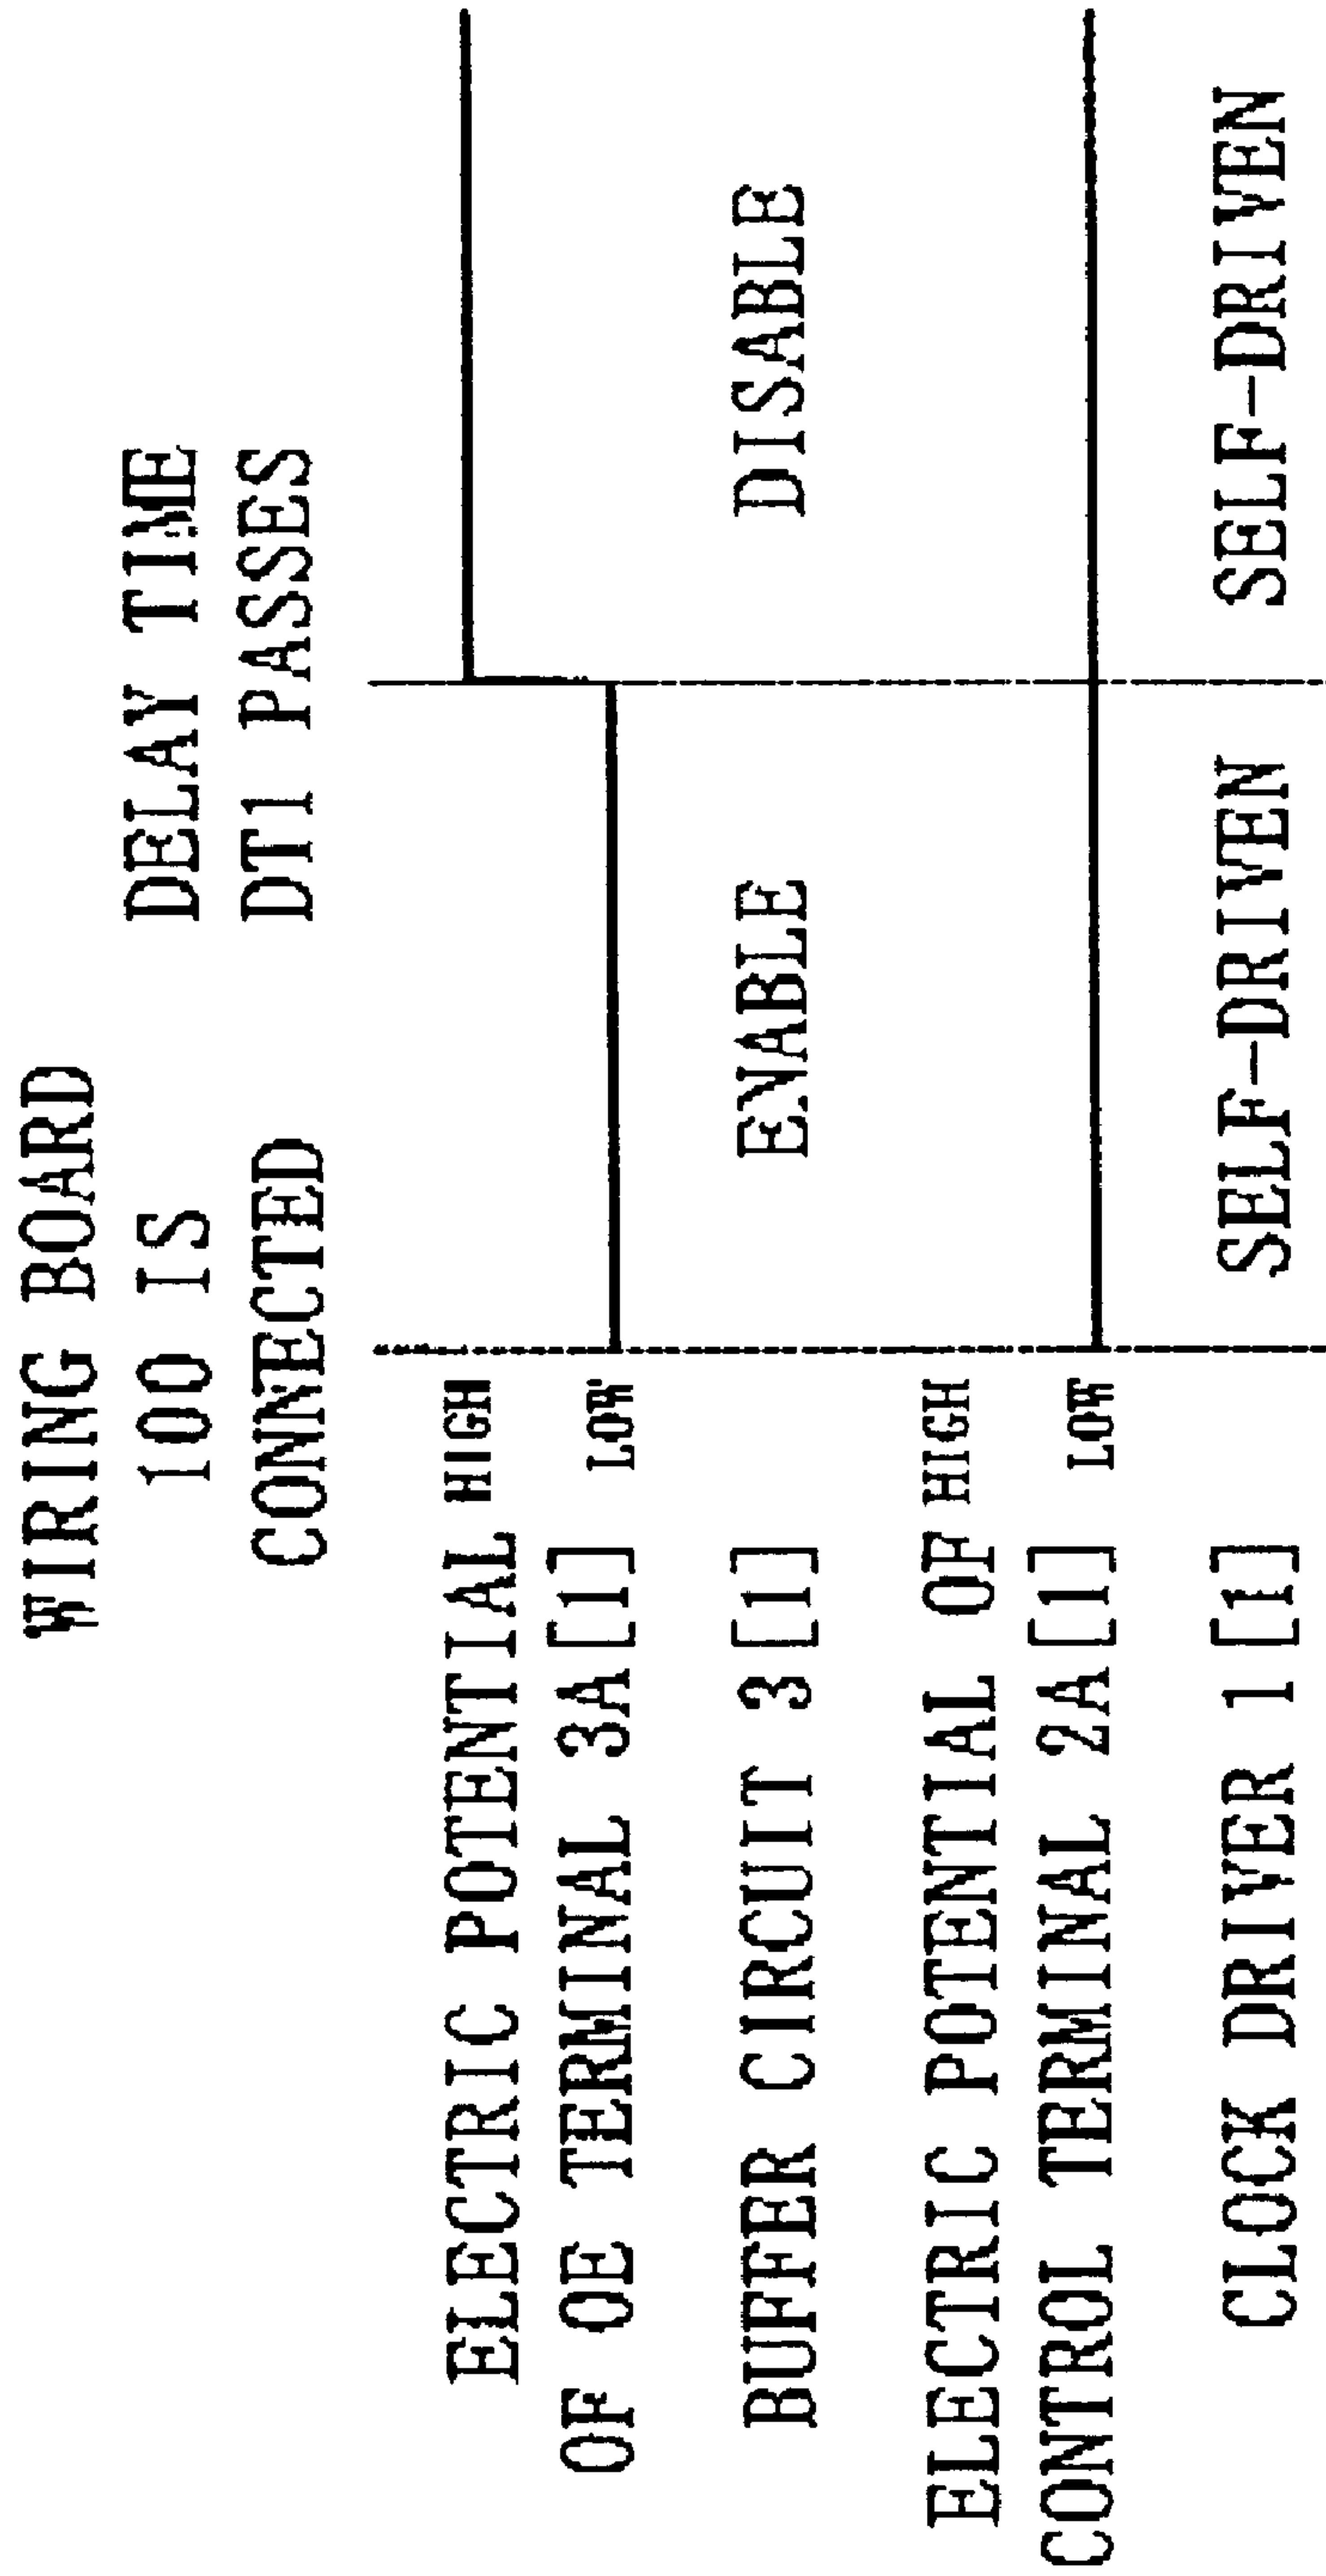 WIRING BOARD
100 IS
CONNECTED
DELAY TIME
DT1 PASSES
ELECTRIC POTENTIAL
OF OE TERMINAL 3A[1]
HIGH
LOW
BUFFER CIRCUIT 3[1]
ENABLE
DISABLE
ELECTRIC POTENTIAL OF
CONTROL TERMINAL 2A[1]
HIGH
LOW
CLOCK DRIVER 1[1]
SELF-DRIVEN
SELF-DRIVEN